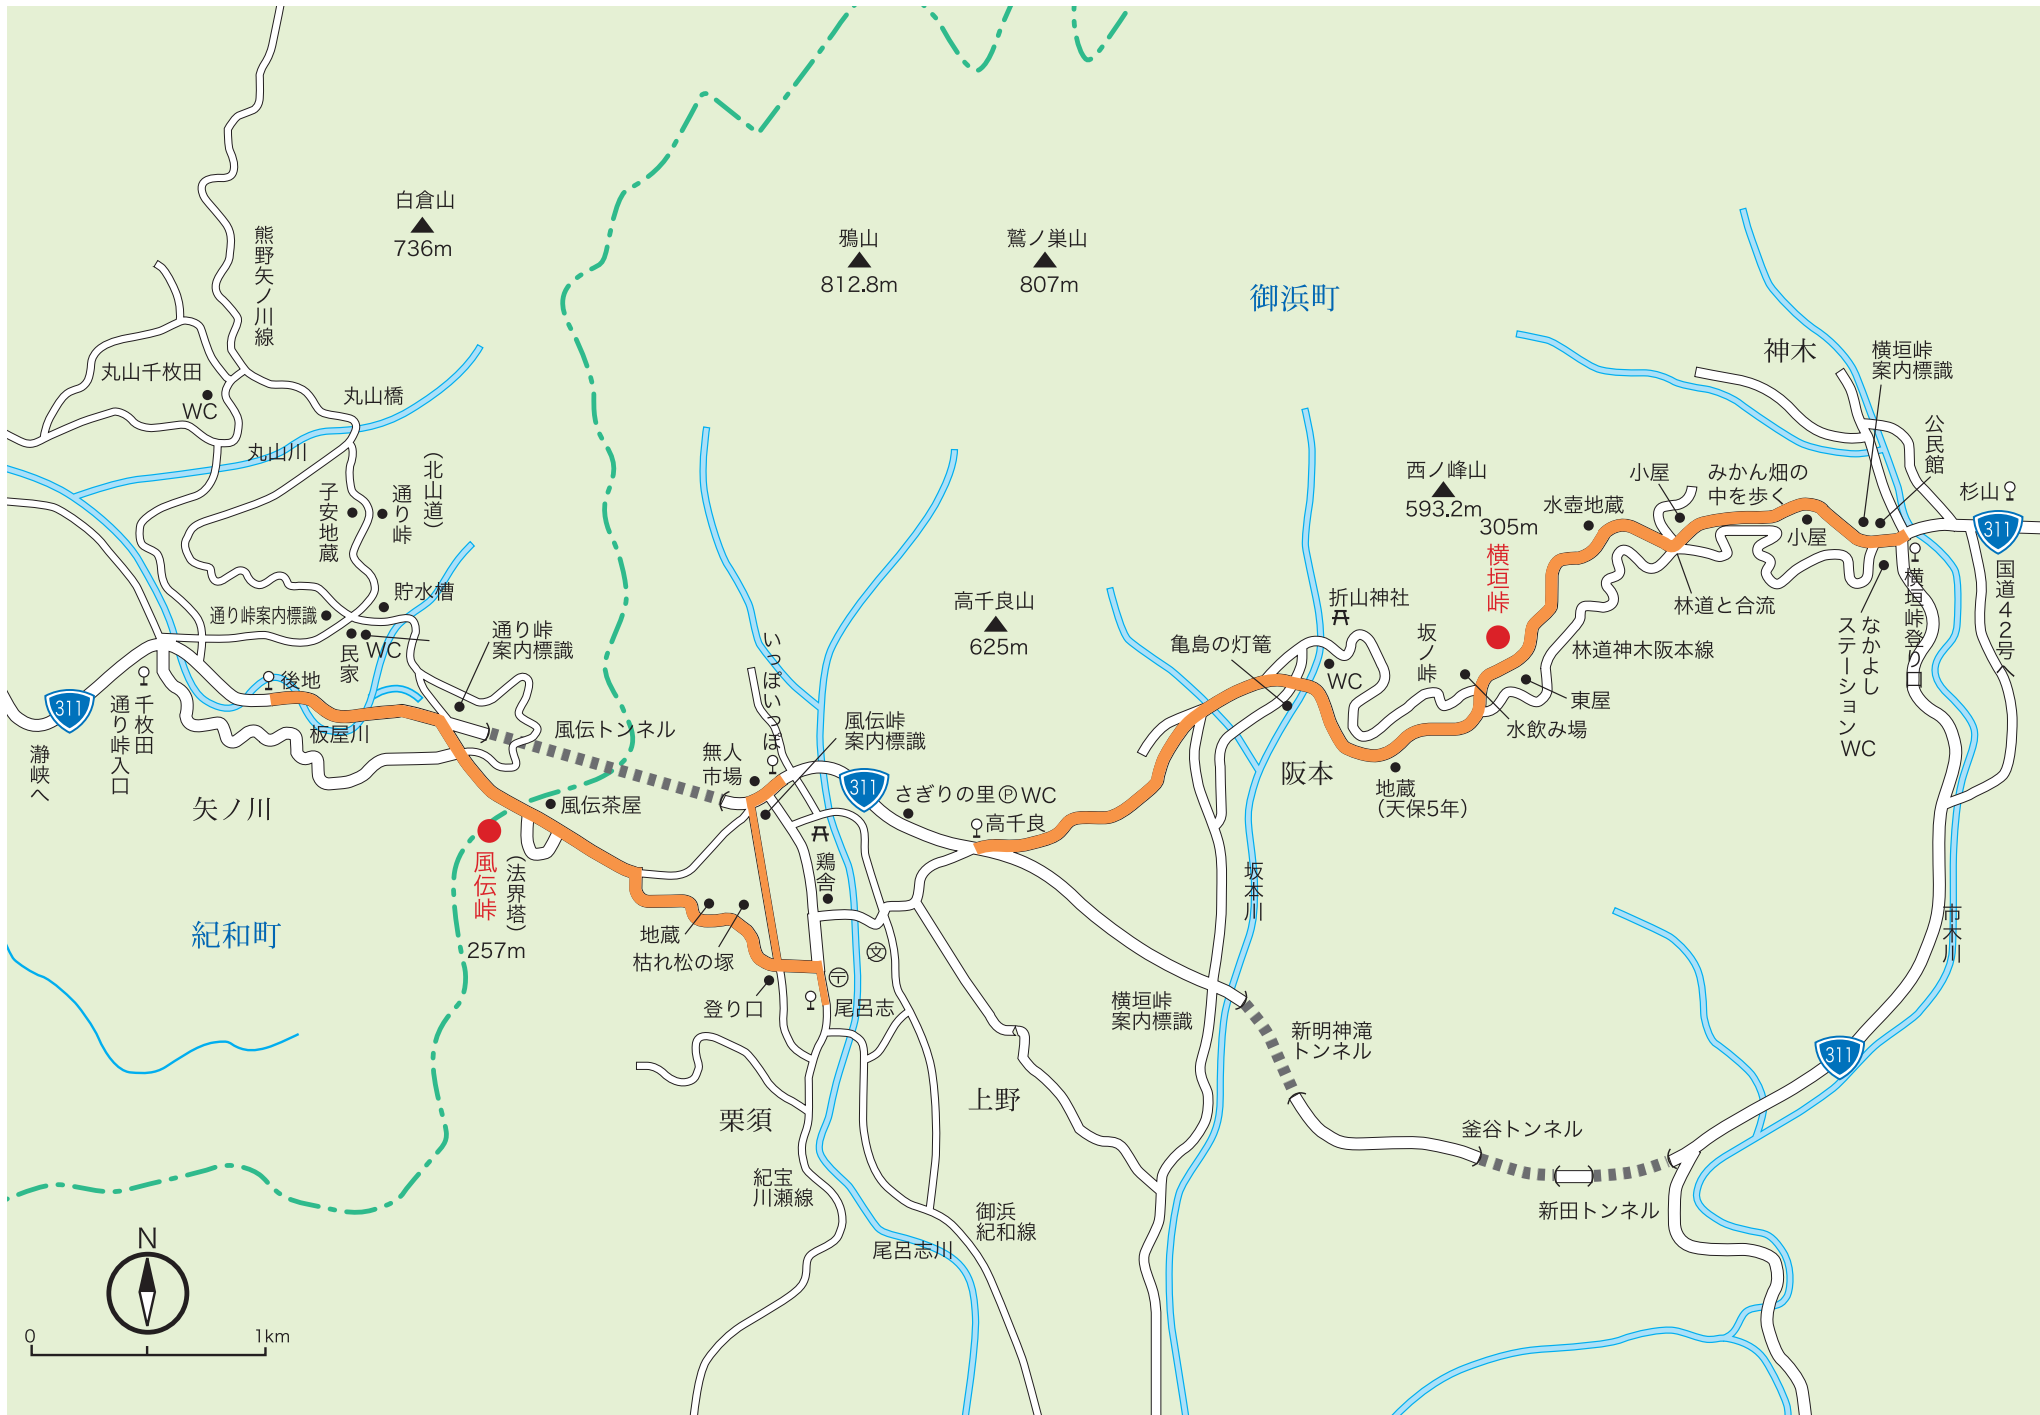 白倉山
736m
鴉山
812.8m
鷲ノ巣山
807m
御浜町
熊野矢ノ川線
丸山千枚田
WC
丸山橋
丸山川
(北山道)
通り峠
子安地蔵
貯水槽
通り峠案内標識
民家
WC
通り峠
案内標識
後地
千枚田
通り峠入口
311
瀞峡へ
板屋川
矢ノ川
風伝トンネル
風伝茶屋
風伝峠
(法界塔)
257m
紀和町
無人
市場
いっぽいっぽ
風伝峠
案内標識
311
さぎりの里 Ⓟ WC
高千良
高千良山
625m
鶏舎
地蔵
枯れ松の塚
登り口
〒
文
尾呂志
栗須
上野
紀宝
川瀬線
尾呂志川
御浜
紀和線
横垣峠
案内標識
坂本川
新明神滝
トンネル
釜谷トンネル
新田トンネル
311
市木川
阪本
地蔵
(天保5年)
亀島の灯篭
折山神社
WC
坂ノ峠
水飲み場
東屋
林道神木阪本線
横垣峠
305m
西ノ峰山
593.2m
水壺地蔵
小屋
みかん畑の
中を歩く
小屋
林道と合流
神木
横垣峠
案内標識
公民館
杉山
311
国道42号へ
横垣峠登り口
なかよし
ステーション
WC
N
0
1km